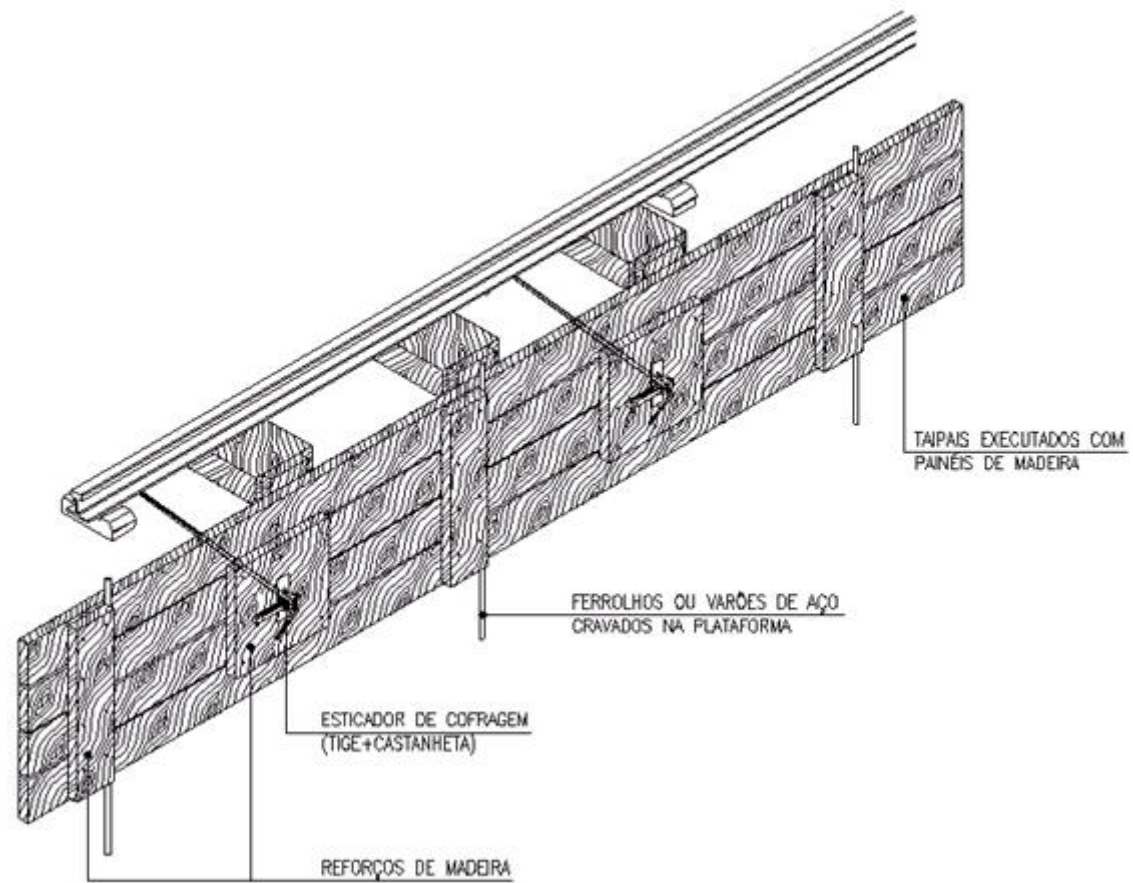 TAIPAIS EXECUTADOS COM
PAINÉIS DE MADEIRA
FERROLHOS OU VARÕES DE AÇO
CRAVADOS NA PLATAFORMA
ESTICADOR DE COFRAGEM
(TIGE+CASTANHETA)
REFORÇOS DE MADEIRA